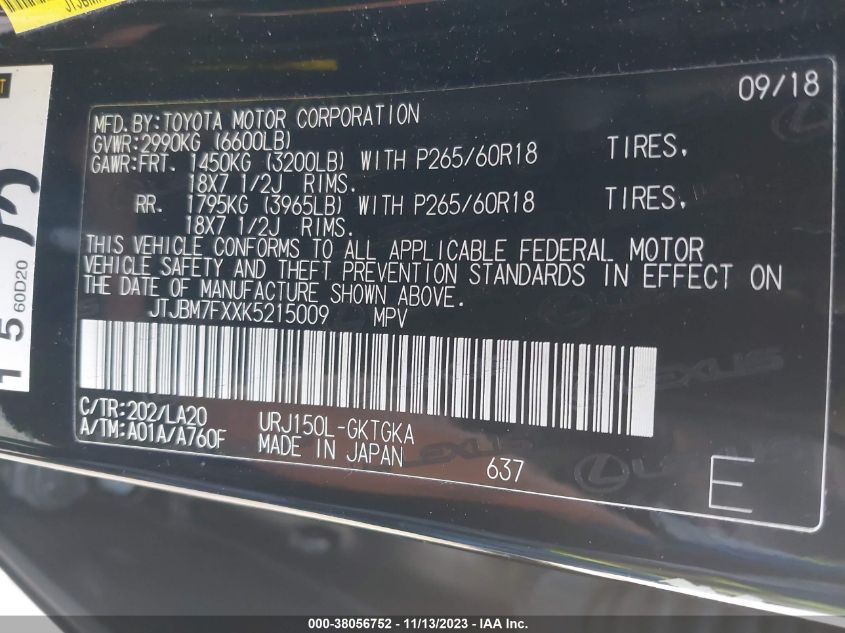 09/18
MFD.BY:TOYOTA MOTOR CORPORATION
GVWR:2990KG (6600LB)
GAWR:FRT. 1450KG (3200LB) WITH P265/60R18 TIRES.
18X7 1/2J RIMS.
RR. 1795KG (3965LB) WITH P265/60R18 TIRES.
18X7 1/2J RIMS.
THIS VEHICLE CONFORMS TO ALL APPLICABLE FEDERAL MOTOR
VEHICLE SAFETY AND THEFT PREVENTION STANDARDS IN EFFECT ON
THE DATE OF MANUFACTURE SHOWN ABOVE.
JTJBM7FXXK5215009 MPV
C/TR:202/LA20 URJ150L-GKTGKA
A/TM:A01A/A760F MADE IN JAPAN 637
E
LEXUS
LEXUS
LEXUS
60D20
000-38056752 - 11/13/2023 - IAA Inc.